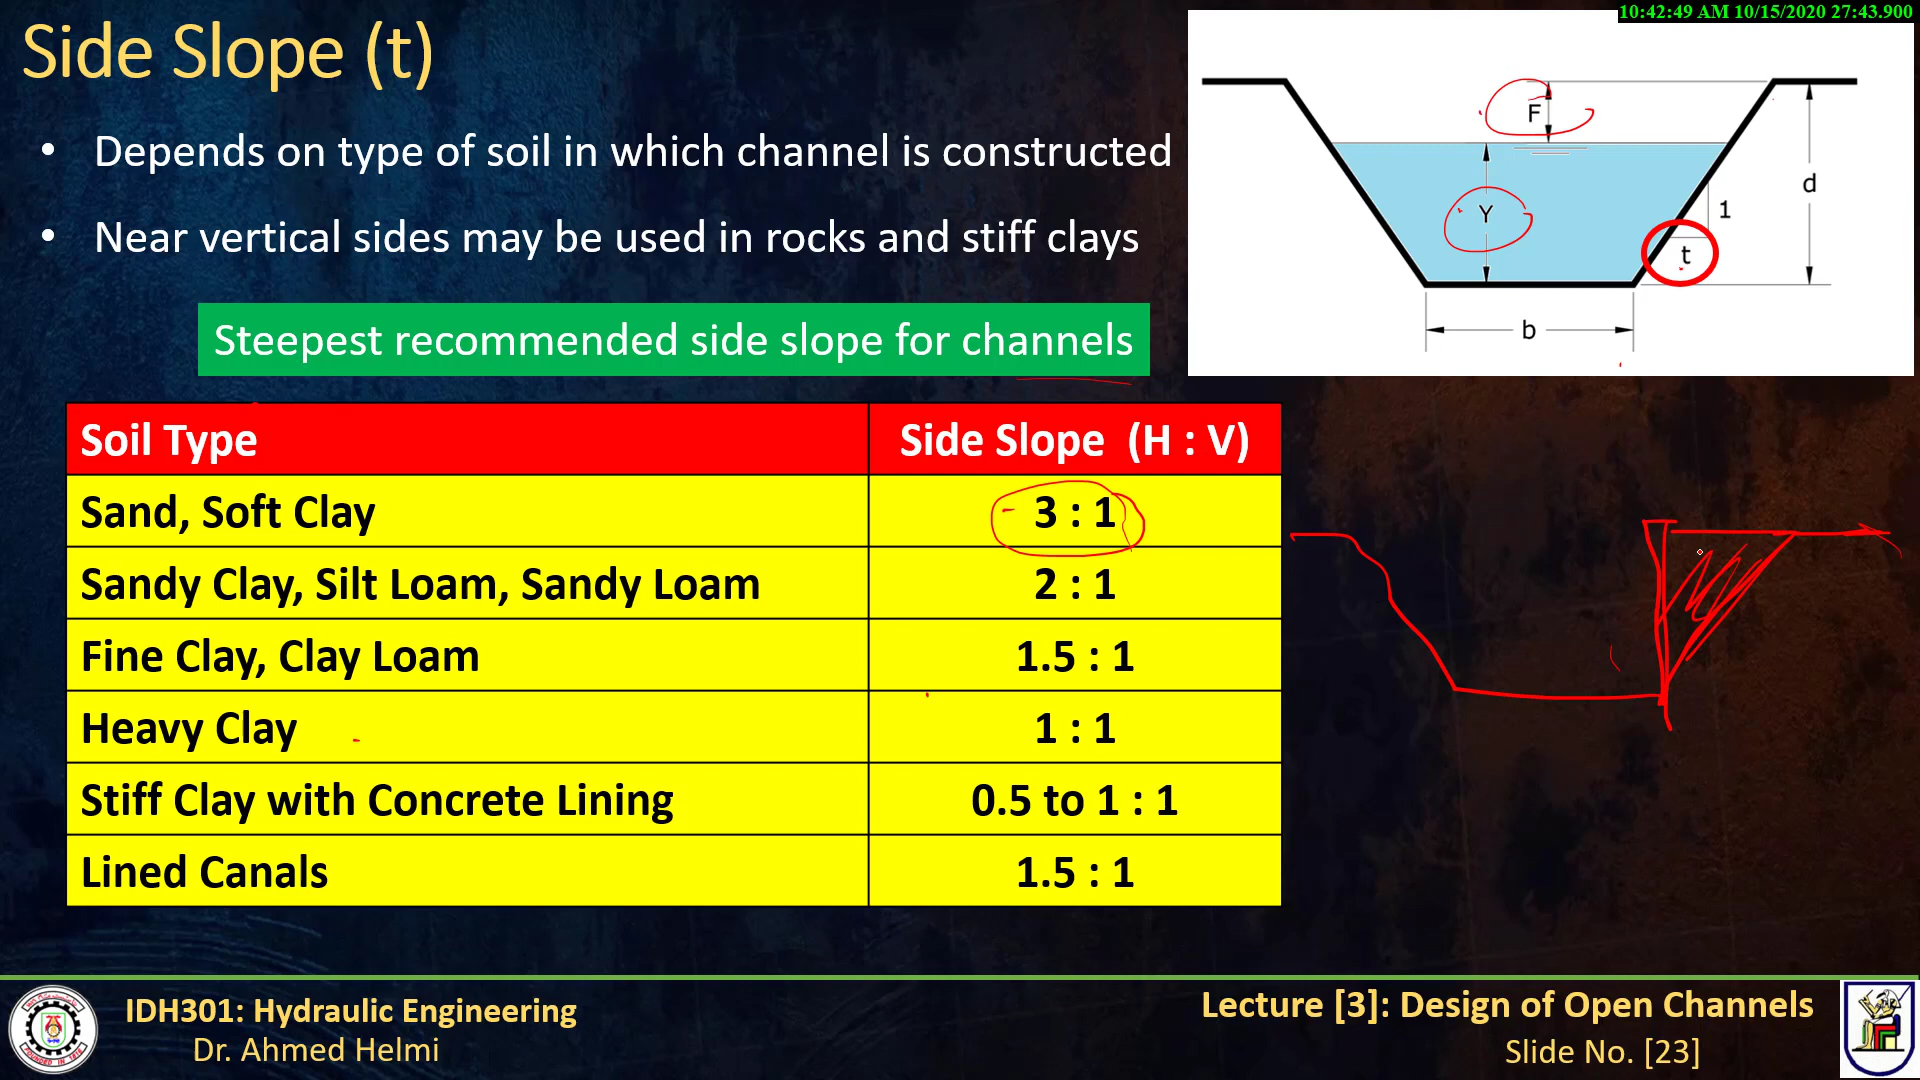 10:42:49 AM 10/15/2020 27:43.900
Side Slope (t)
• Depends on type of soil in which channel is constructed
• Near vertical sides may be used in rocks and stiff clays
F
Y
1
t
d
b
Steepest recommended side slope for channels
Soil Type Side Slope (H : V)
Sand, Soft Clay 3 : 1
Sandy Clay, Silt Loam, Sandy Loam 2 : 1
Fine Clay, Clay Loam 1.5 : 1
Heavy Clay 1 : 1
Stiff Clay with Concrete Lining 0.5 to 1 : 1
Lined Canals 1.5 : 1
IDH301: Hydraulic Engineering
Dr. Ahmed Helmi
Lecture [3]: Design of Open Channels
Slide No. [23]